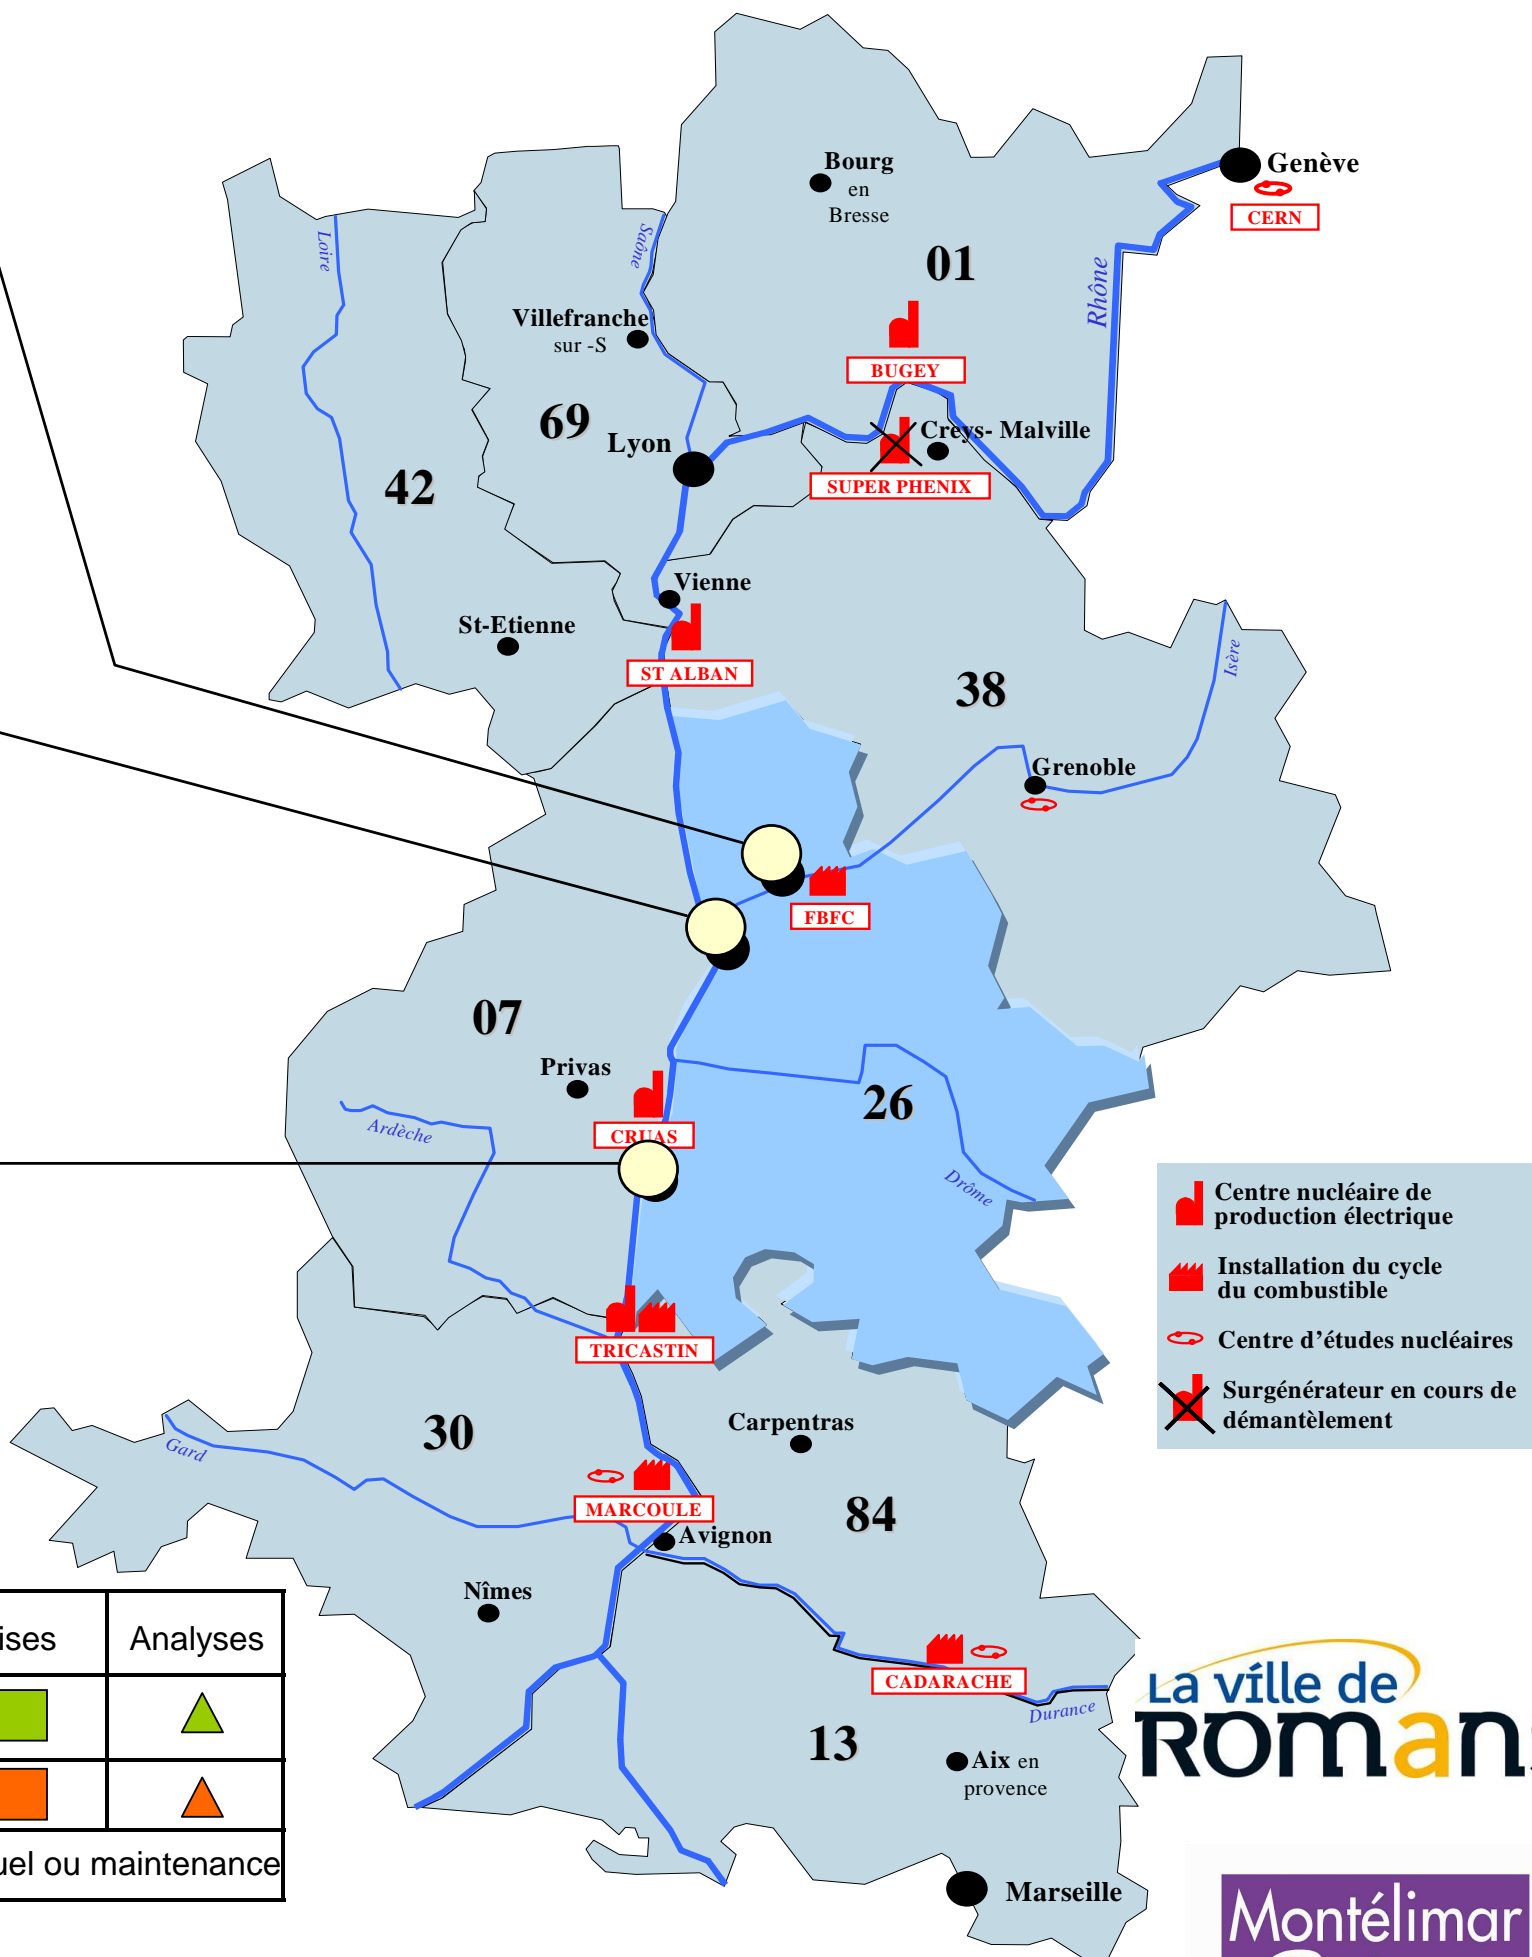 Bourg
en
Bresse
Genève
CERN
01
Loire
Saône
Rhône
Villefranche
sur -S
BUGEY
69
Lyon
Creys- Malville
42
SUPER PHENIX
Vienne
St-Etienne
ST ALBAN
38
Isère
Grenoble
FBFC
07
Privas
Ardèche
CRUAS
26
Drôme
Centre nucléaire de
production électrique
Installation du cycle
du combustible
Centre d'études nucléaires
Surgénérateur en cours de
démantèlement
TRICASTIN
30
Gard
Carpentras
MARCOULE
84
Avignon
Nîmes
ises
Analyses
CADARACHE
Durance
La ville de
Romans
13
Aix en
provence
uel ou maintenance
Marseille
Montélimar